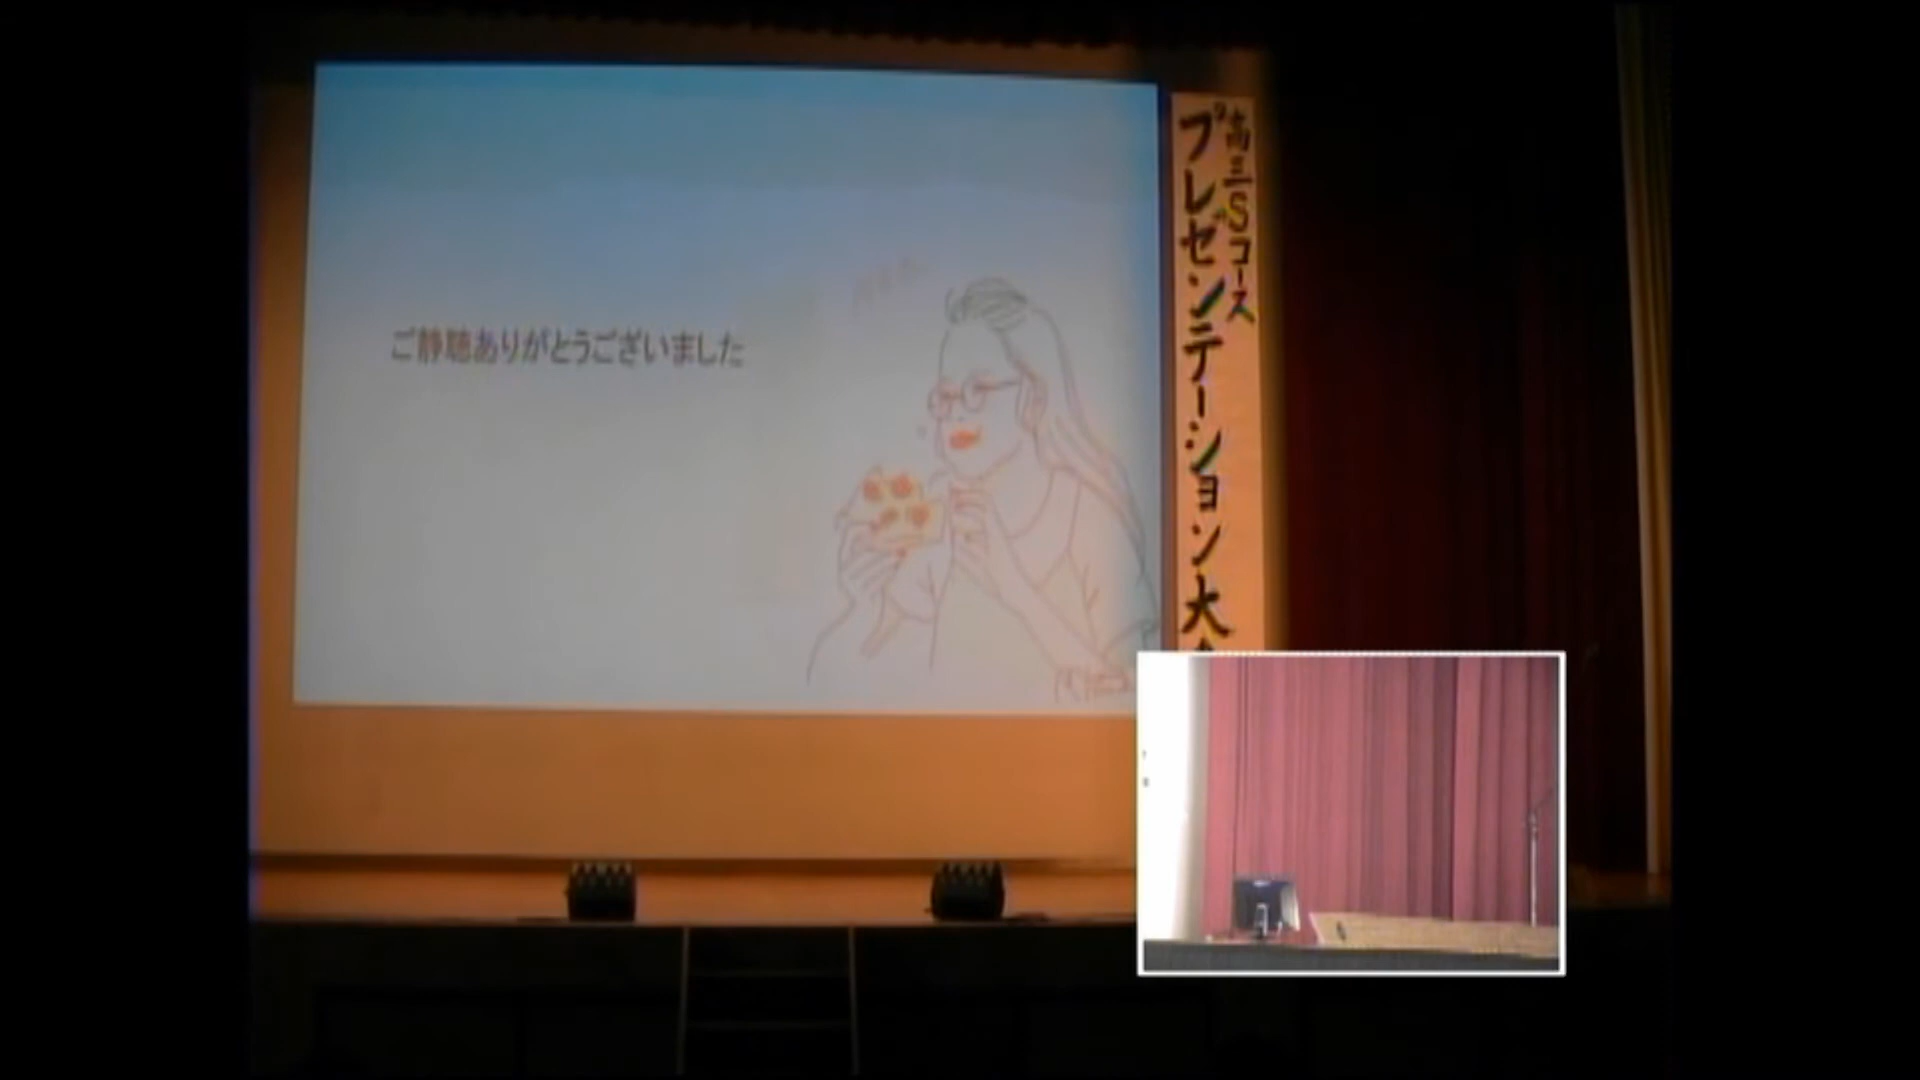 ご静聴ありがとうございました
高三Sコース
プレゼンテーション大